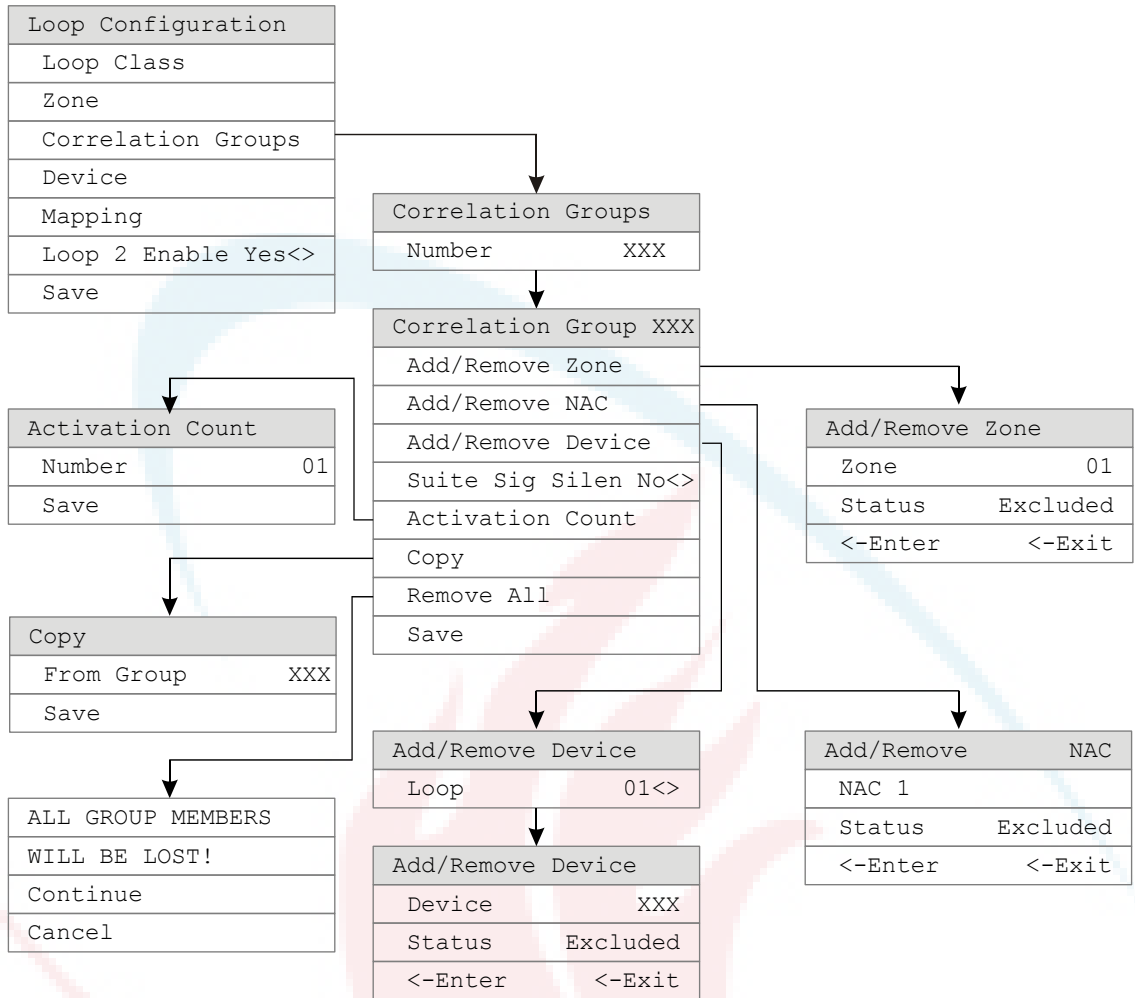 Loop Configuration
Loop Class
Zone
Correlation Groups
Device
Mapping
Loop 2 Enable Yes<>
Save
Correlation Groups
Number XXX
Correlation Group XXX
Add/Remove Zone
Add/Remove NAC
Add/Remove Device
Suite Sig Silen No<>
Activation Count
Copy
Remove All
Save
Activation Count
Number 01
Save
Copy
From Group XXX
Save
ALL GROUP MEMBERS
WILL BE LOST!
Continue
Cancel
Add/Remove Device
Loop 01<>
Add/Remove Device
Device XXX
Status Excluded
<-Enter <-Exit
Add/Remove Zone
Zone 01
Status Excluded
<-Enter <-Exit
Add/Remove NAC
NAC 1
Status Excluded
<-Enter <-Exit